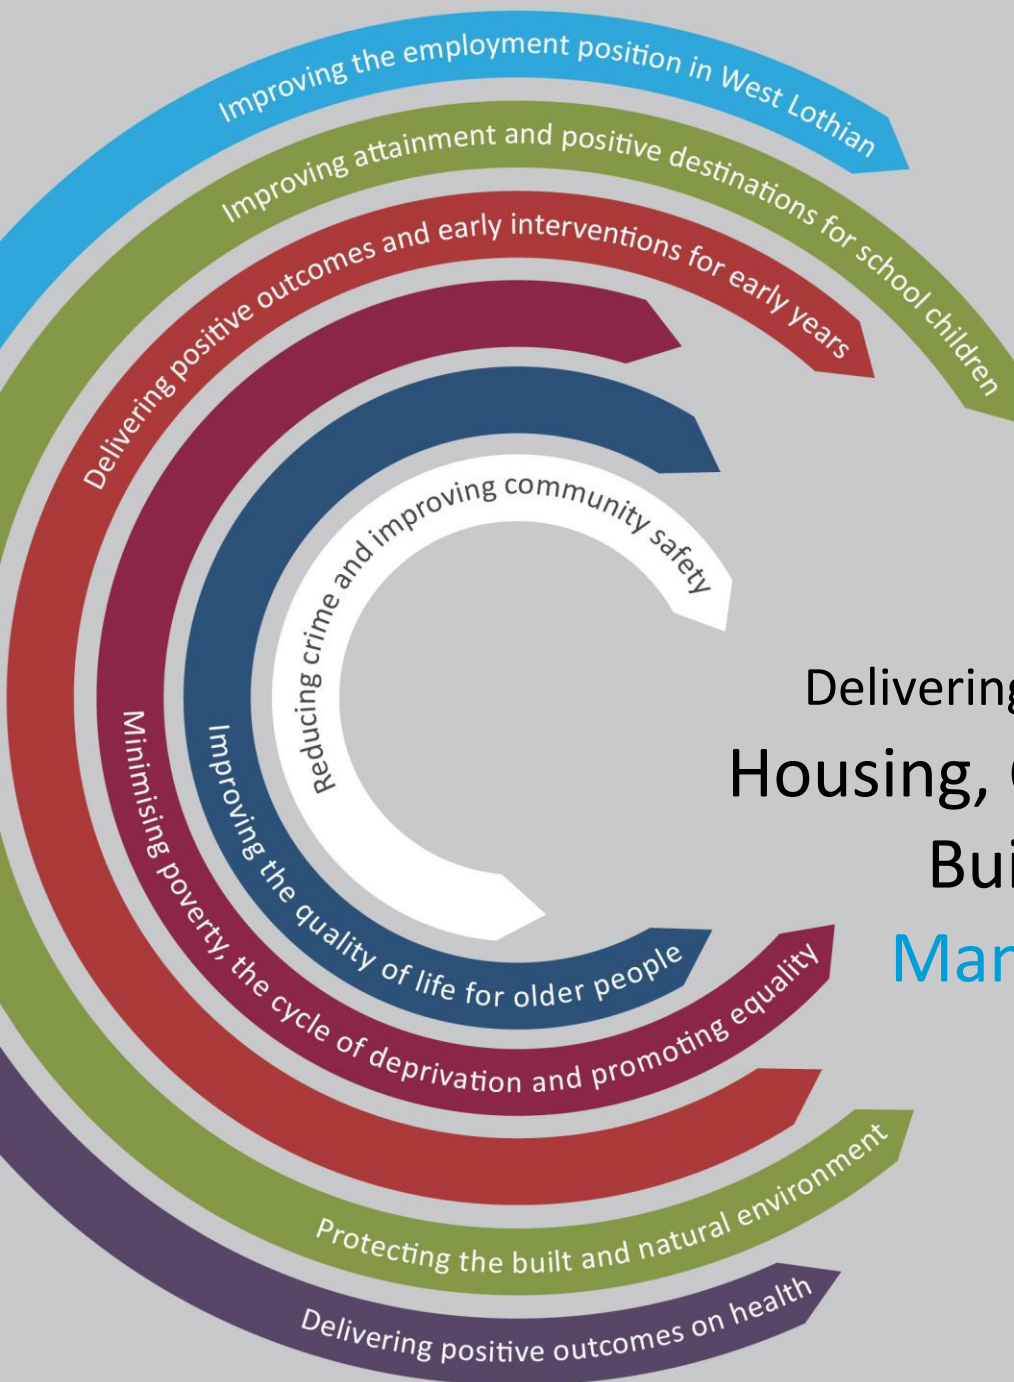 Improving the employment position in West Lothian
Improving attainment and positive destinations for school children
Delivering positive outcomes and early interventions for early years
Reducing crime and improving community safety
Improving the quality of life for older people
Minimising poverty, the cycle of deprivation and promoting equality
Protecting the built and natural environment
Delivering positive outcomes on health
Delivering
Housing,